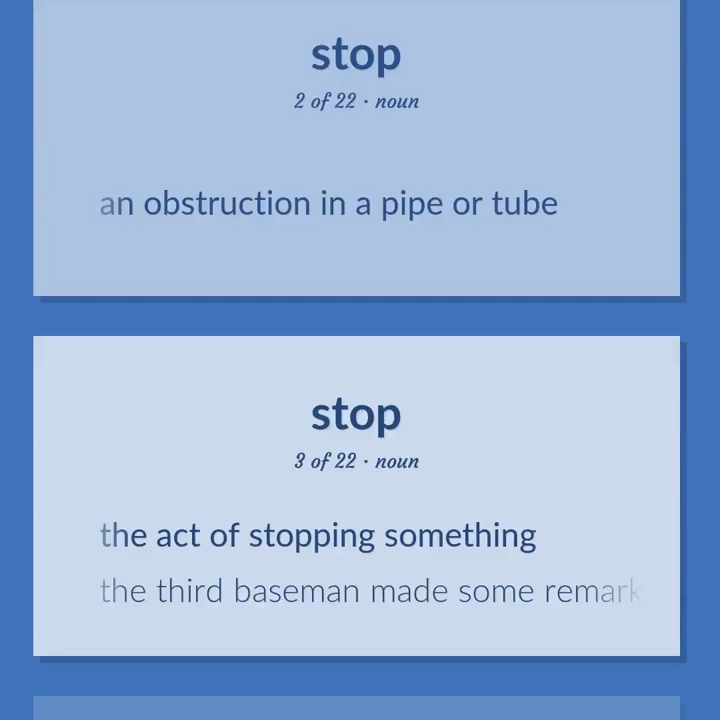 stop
2 of 22 · noun
an obstruction in a pipe or tube
stop
3 of 22 · noun
the act of stopping something
the third baseman made some remark